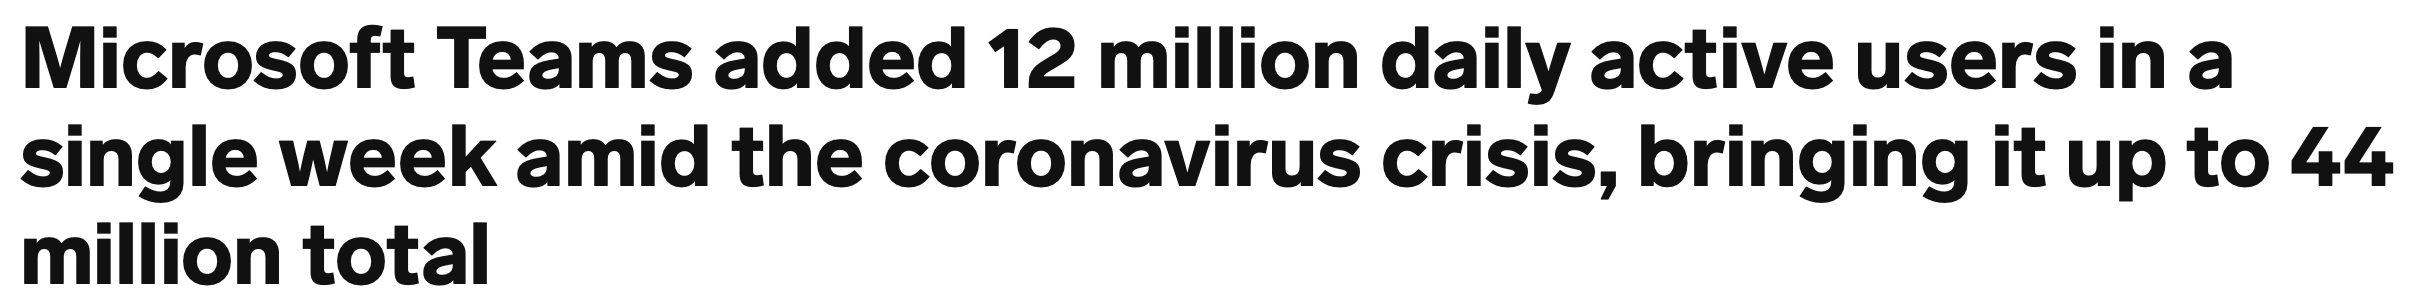 Microsoft Teams added 12 million daily active users in a
single week amid the coronavirus crisis, bringing it up to 44
million total